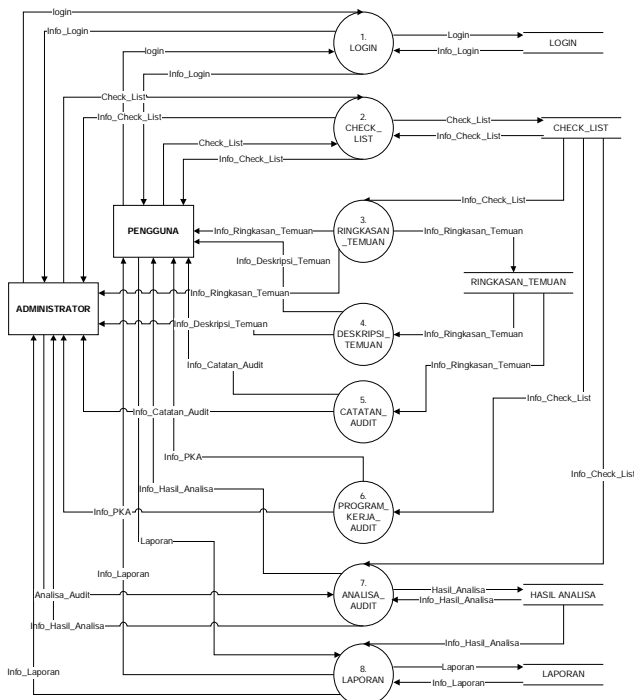 login
Info_Login
login
Info_Login
1.
LOGIN
Login
Info_Login
LOGIN
Check_List
Info_Check_List
Check_List
Info_Check_List
2.
CHECK_
LIST
Check_List
Info_Check_List
CHECK_LIST
Info_Check_List
PENGGUNA
Info_Ringkasan_Temuan
3.
RINGKASAN
_TEMUAN
Info_Ringkasan_Temuan
Info_Deskripsi_Temuan
RINGKASAN_TEMUAN
ADMINISTRATOR
Info_Ringkasan_Temuan
Info_Deskripsi_Temuan
4.
DESKRIPSI_
TEMUAN
Info_Ringkasan_Temuan
Info_Catatan_Audit
Info_Ringkasan_Temuan
Info_Catatan_Audit
5.
CATATAN_
AUDIT
Info_Check_List
Info_PKA
Info_Check_List
Info_Hasil_Analisa
Info_PKA
6.
PROGRAM_
KERJA_
AUDIT
Laporan
Info_Laporan
Analisa_Audit
7.
ANALISA_
AUDIT
Hasil_Analisa
Info_Hasil_Analisa
HASIL ANALISA
Info_Hasil_Analisa
Info_Hasil_Analisa
Info_Laporan
8.
LAPORAN
Laporan
Info_Laporan
LAPORAN